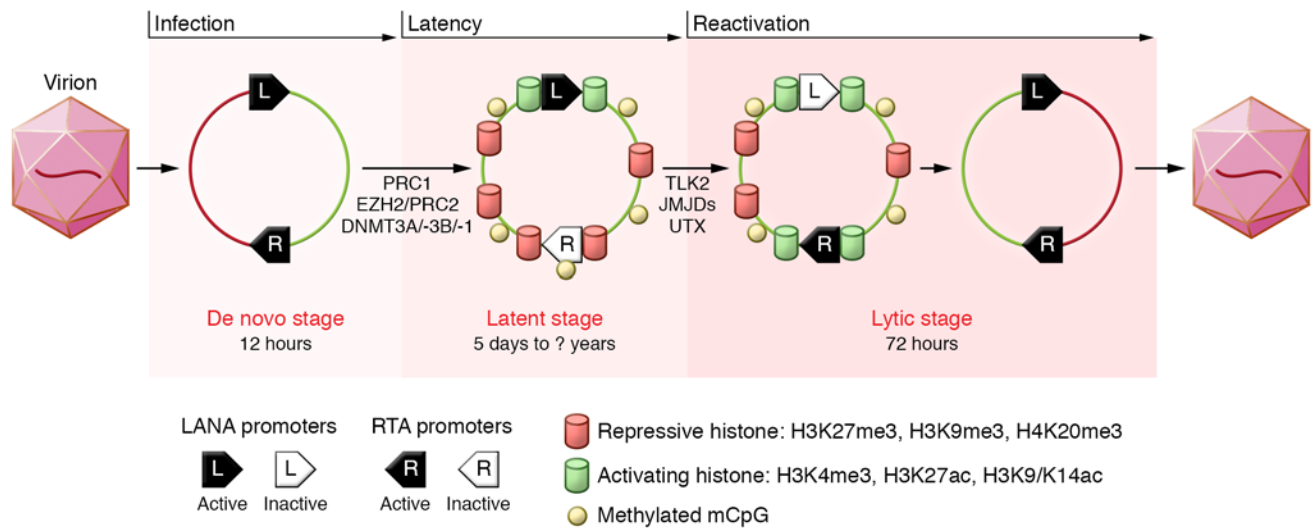 Infection
Latency
Reactivation
Virion
L
R
PRC1
EZH2/PRC2
DNMT3A/-3B/-1
L
R
TLK2
JMJDs
UTX
L
R
L
R
De novo stage
12 hours
Latent stage
5 days to ? years
Lytic stage
72 hours
LANA promoters
L
L
Active
Inactive
RTA promoters
R
R
Active
Inactive
Repressive histone: H3K27me3, H3K9me3, H4K20me3
Activating histone: H3K4me3, H3K27ac, H3K9/K14ac
Methylated mCpG